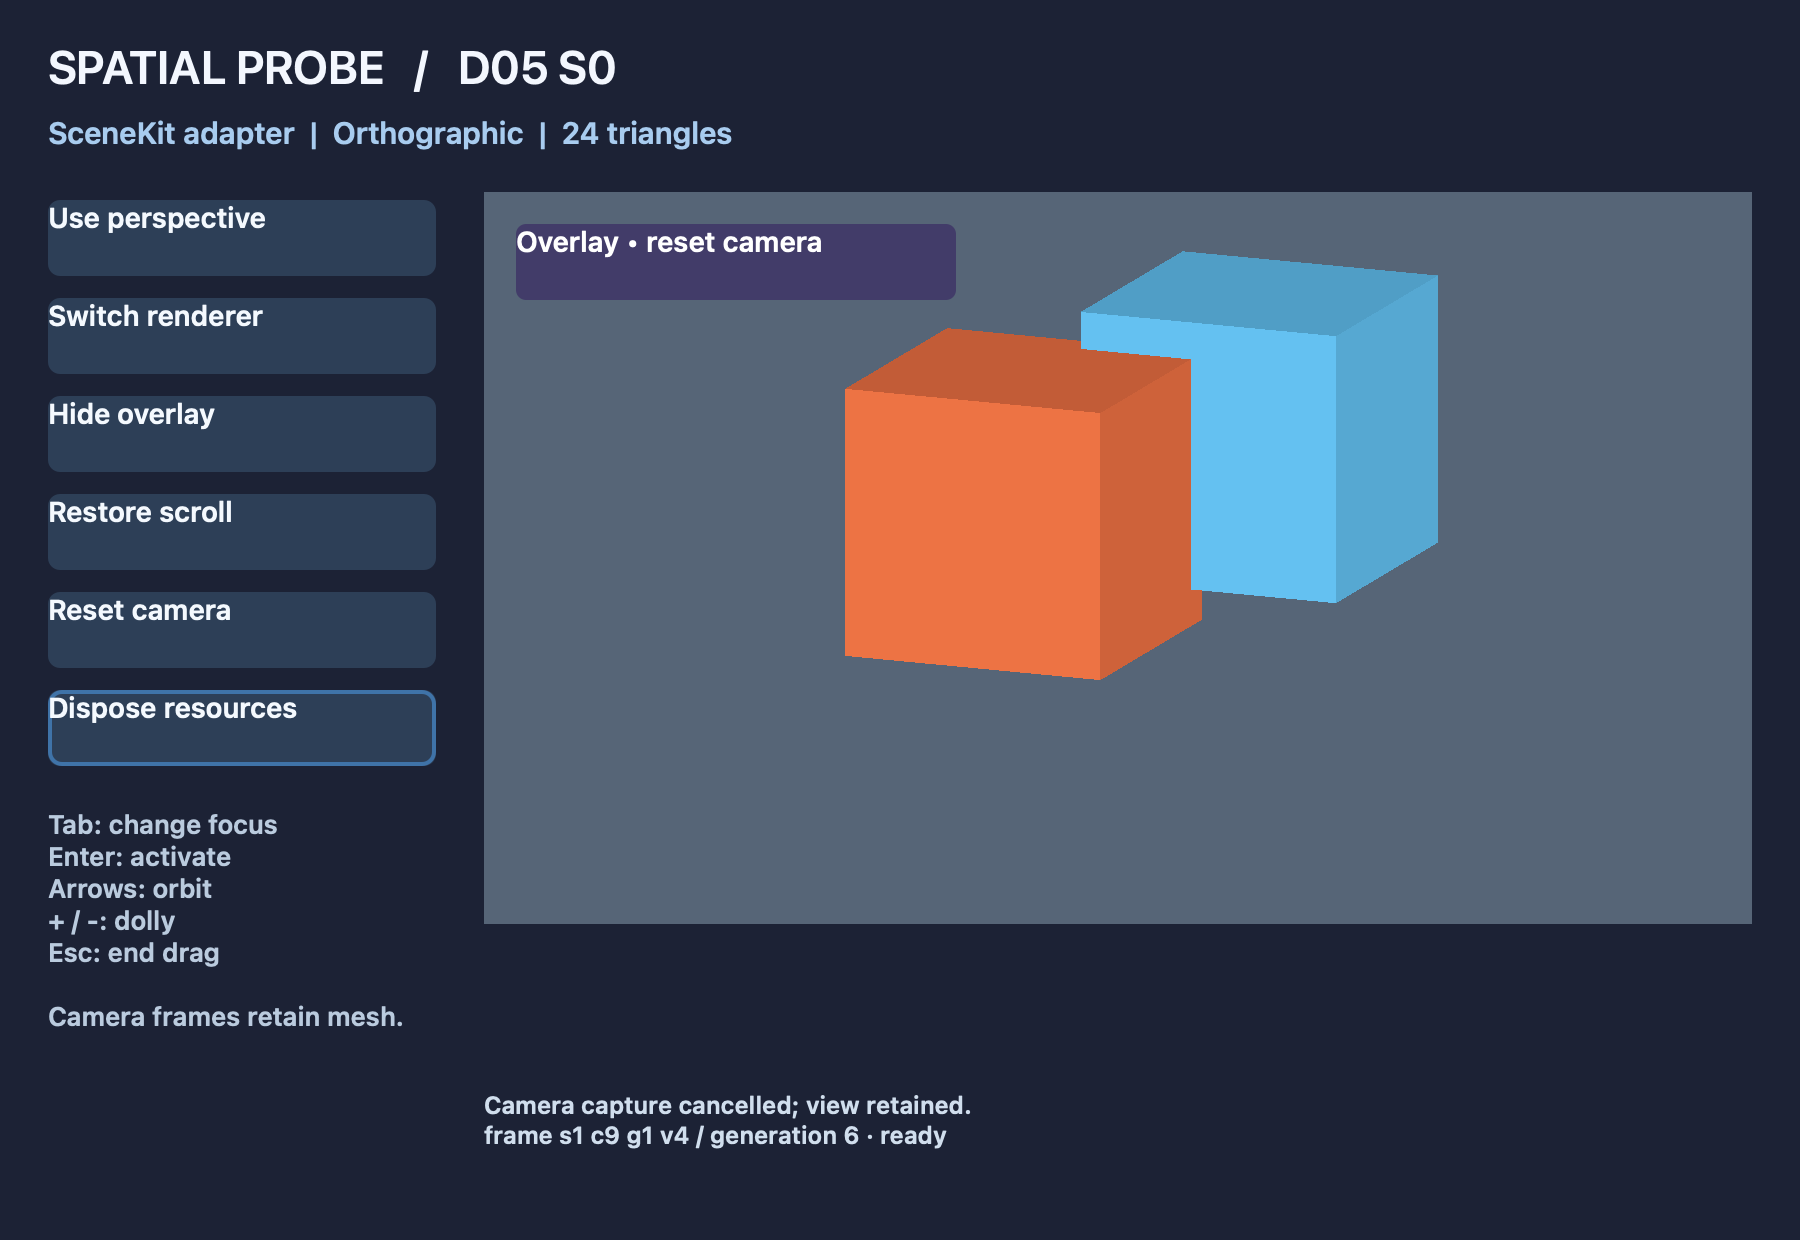 SPATIAL PROBE / D05 S0
SceneKit adapter | Orthographic | 24 triangles
Use perspective
Switch renderer
Hide overlay
Restore scroll
Reset camera
Dispose resources
Overlay • reset camera
Tab: change focus
Enter: activate
Arrows: orbit
+ / -: dolly
Esc: end drag
Camera frames retain mesh.
Camera capture cancelled; view retained.
frame s1 c9 g1 v4 / generation 6 · ready